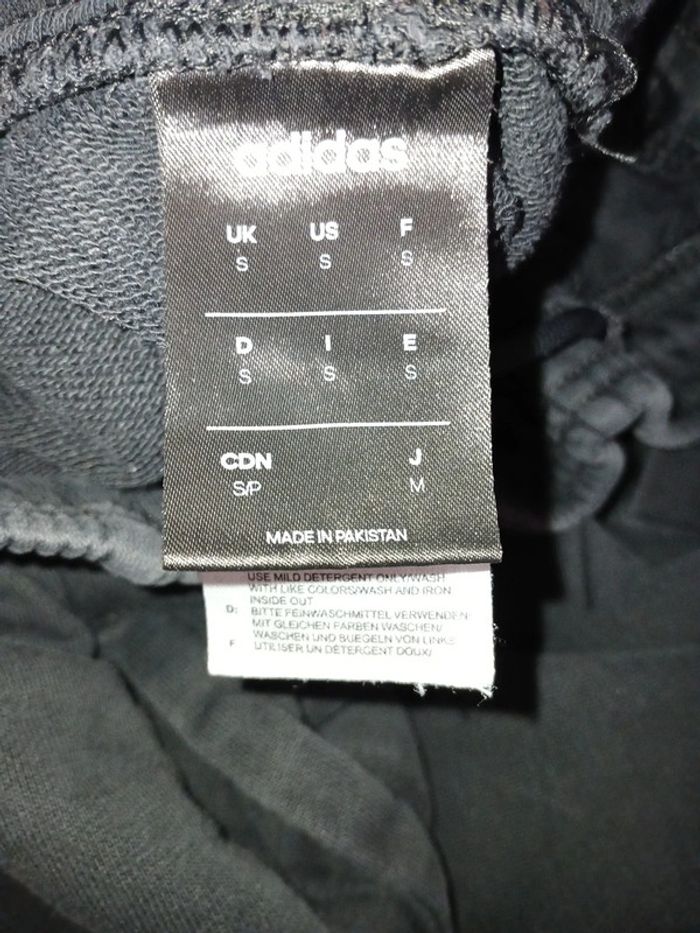 adidas
UK US F
S S S
D I E
S S S
CDN J
S/P M
MADE IN PAKISTAN
USE MILD DETERGENT ONLY/WASH
WITH LIKE COLORS/WASH AND IRON
INSIDE OUT
D: BITTE FEINWASCHMITTEL VERWENDEN/
MIT GLEICHEN FARBEN WASCHEN/
WASCHEN UND BUEGELN VON LINKS
F UTILISER UN DÉTERGENT DOUX/